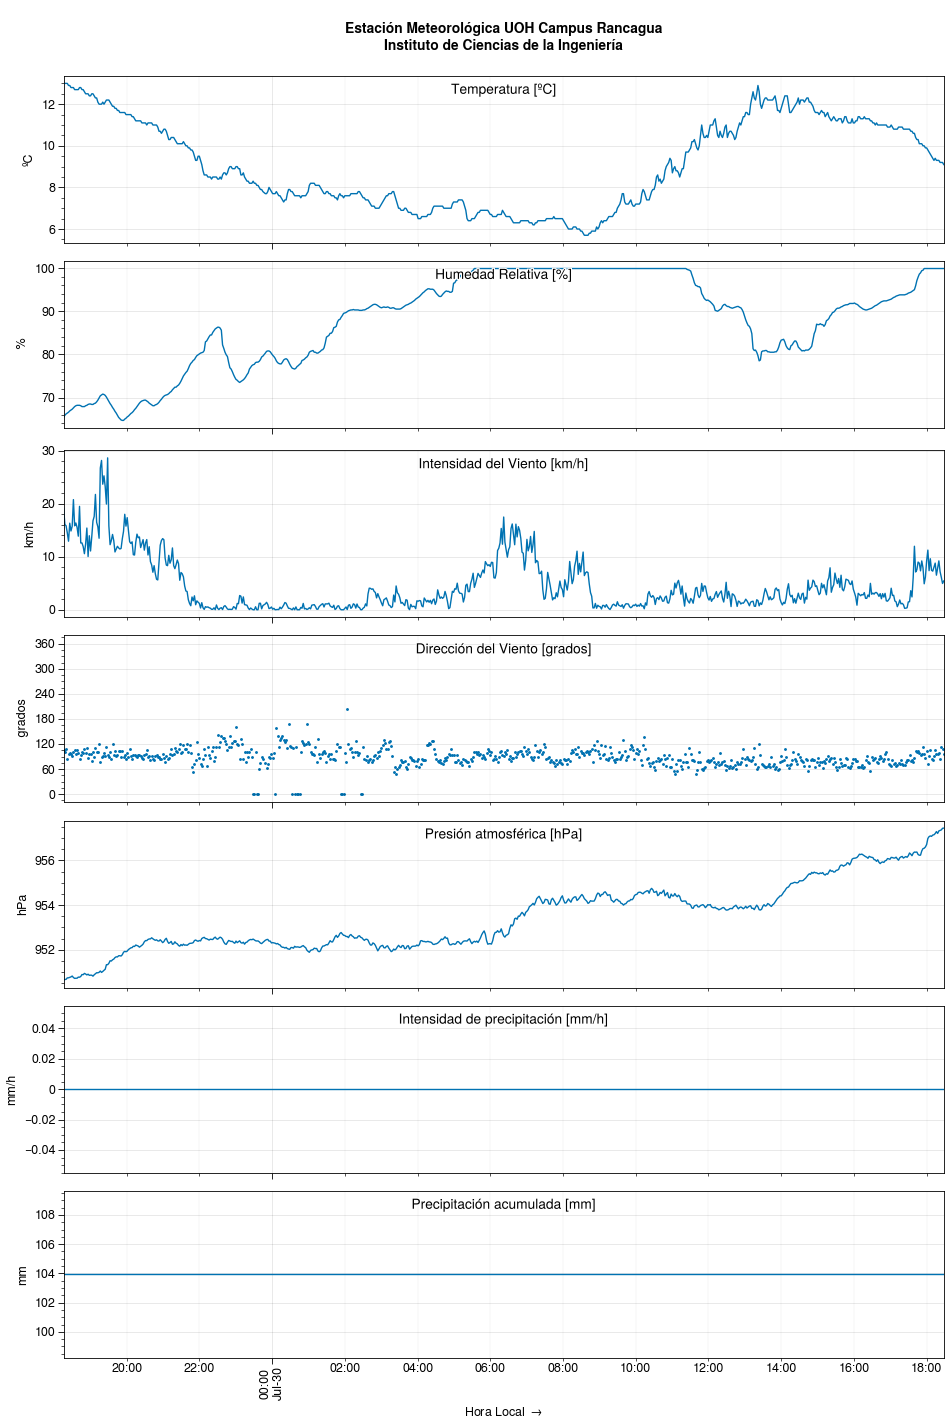 Estación Meteorológica UOH Campus Rancagua
Instituto de Ciencias de la Ingeniería
Temperatura [ºC]
12
10
8
6
ºC
Humedad Relativa [%]
100
90
80
70
%
Intensidad del Viento [km/h]
30
20
10
0
km/h
Dirección del Viento [grados]
360
300
240
180
120
60
0
grados
Presión atmosférica [hPa]
956
954
952
hPa
Intensidad de precipitación [mm/h]
0.04
0.02
0
−0.02
−0.04
mm/h
Precipitación acumulada [mm]
108
106
104
102
100
mm
20:00 22:00 00:00 02:00 04:00 06:00 08:00 10:00 12:00 14:00 16:00 18:00
Jul-30
Hora Local →